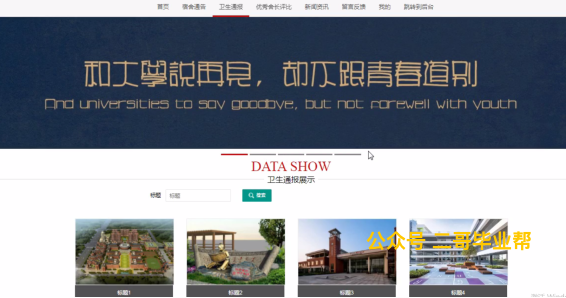 首页 宿舍通告 卫生通报 优秀舍长评比 新闻资讯 留言反馈 我的 跳转到后台
和大學說再見，却不跟青春道别
And universities to say goodbye, but not farewell with youth
DATA SHOW
卫生通报展示
标题 标题 搜索
公众号 二哥毕业帮
标题1 标题2 标题3 标题4